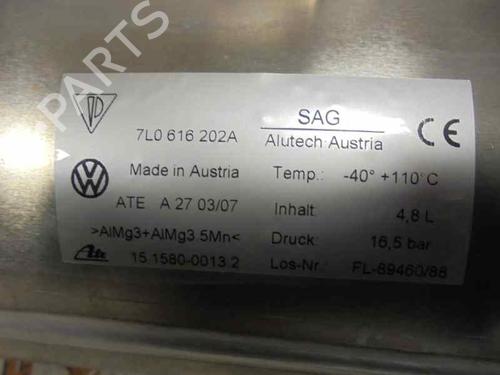 7L0 616 202A
Made in Austria
ATE A 27 03/07
>AlMg3+AlMg3.5Mn<
Ate
15.1580-0013.2
SAG
Alutech Austria
CE
Temp.: -40° +110°C
Inhalt: 4,8 L
Druck: 16,5 bar
Los-Nr.: FL-89460/88
B-PARTS